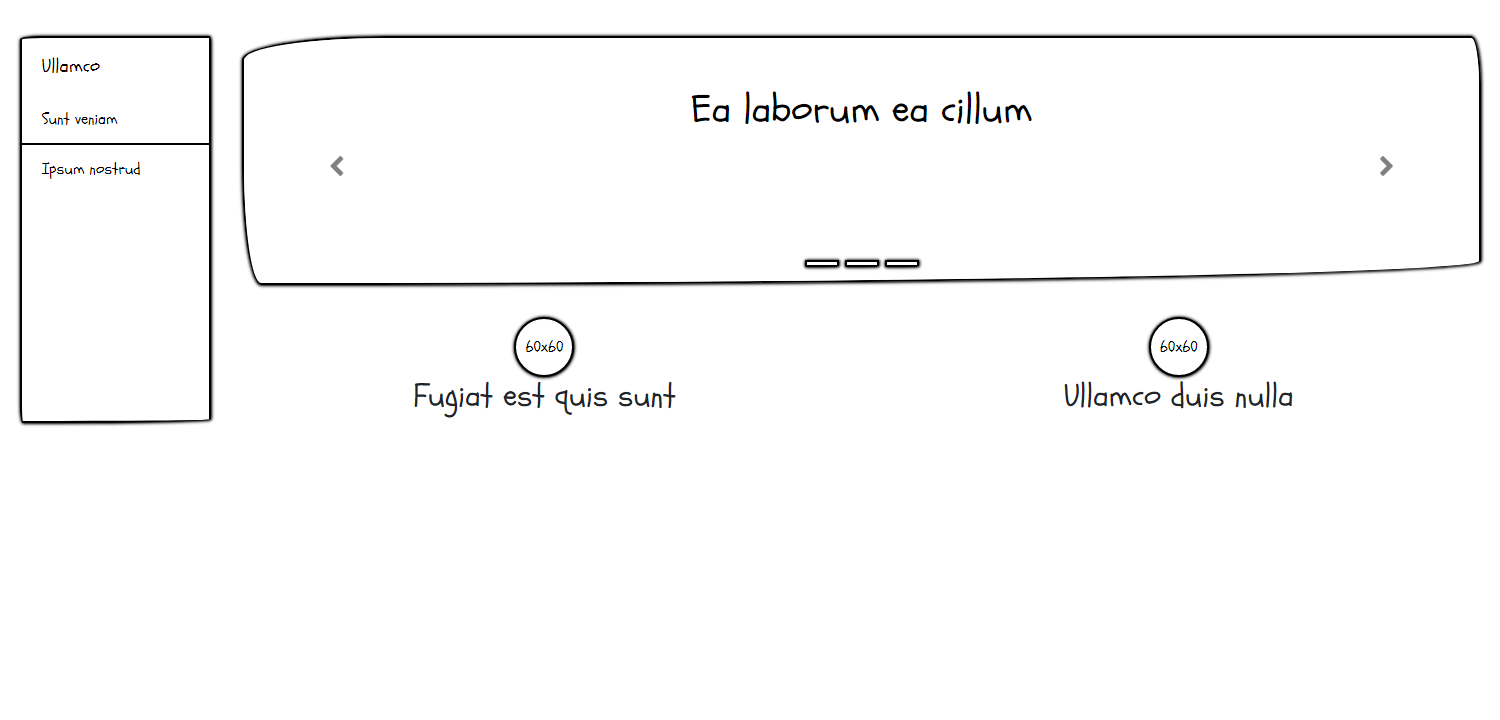 Ullamco
Sunt veniam
Ipsum nostrud
Ea laborum ea cillum
60x60
Fugiat est quis sunt
60x60
Ullamco duis nulla